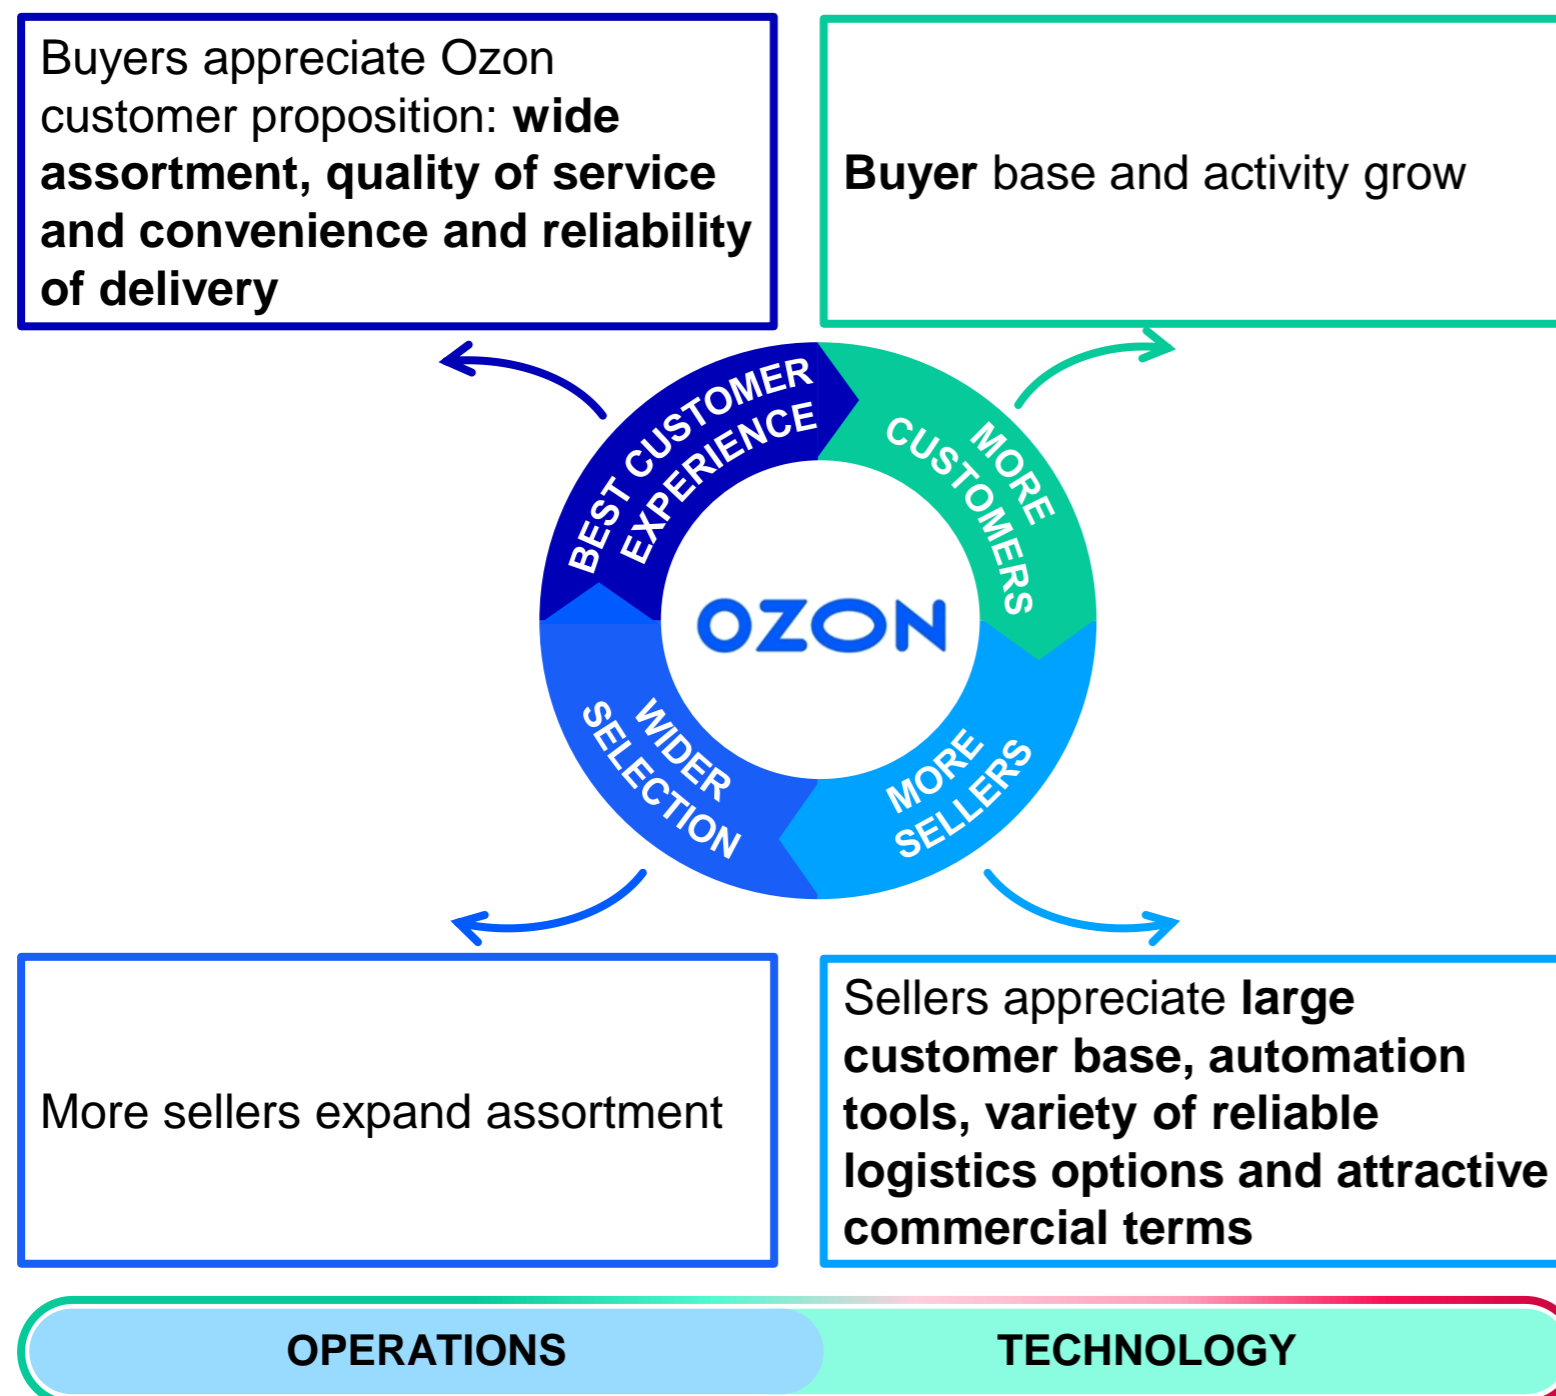 Buyers appreciate Ozon
customer proposition: wide
assortment, quality of service
and convenience and reliability
of delivery
Buyer base and activity grow
BEST CUSTOMER
EXPERIENCE
MORE
CUSTOMERS
OZON
WIDER
SELECTION
MORE
SELLERS
More sellers expand assortment
Sellers appreciate large
customer base, automation
tools, variety of reliable
logistics options and attractive
commercial terms
OPERATIONS
TECHNOLOGY